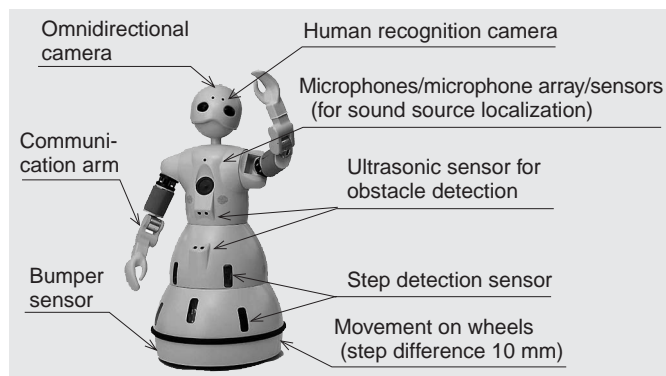 Omnidirectional
camera
Human recognition camera
Microphones/microphone array/sensors
(for sound source localization)
Communi-
cation arm
Ultrasonic sensor for
obstacle detection
Bumper
sensor
Step detection sensor
Movement on wheels
(step difference 10 mm)